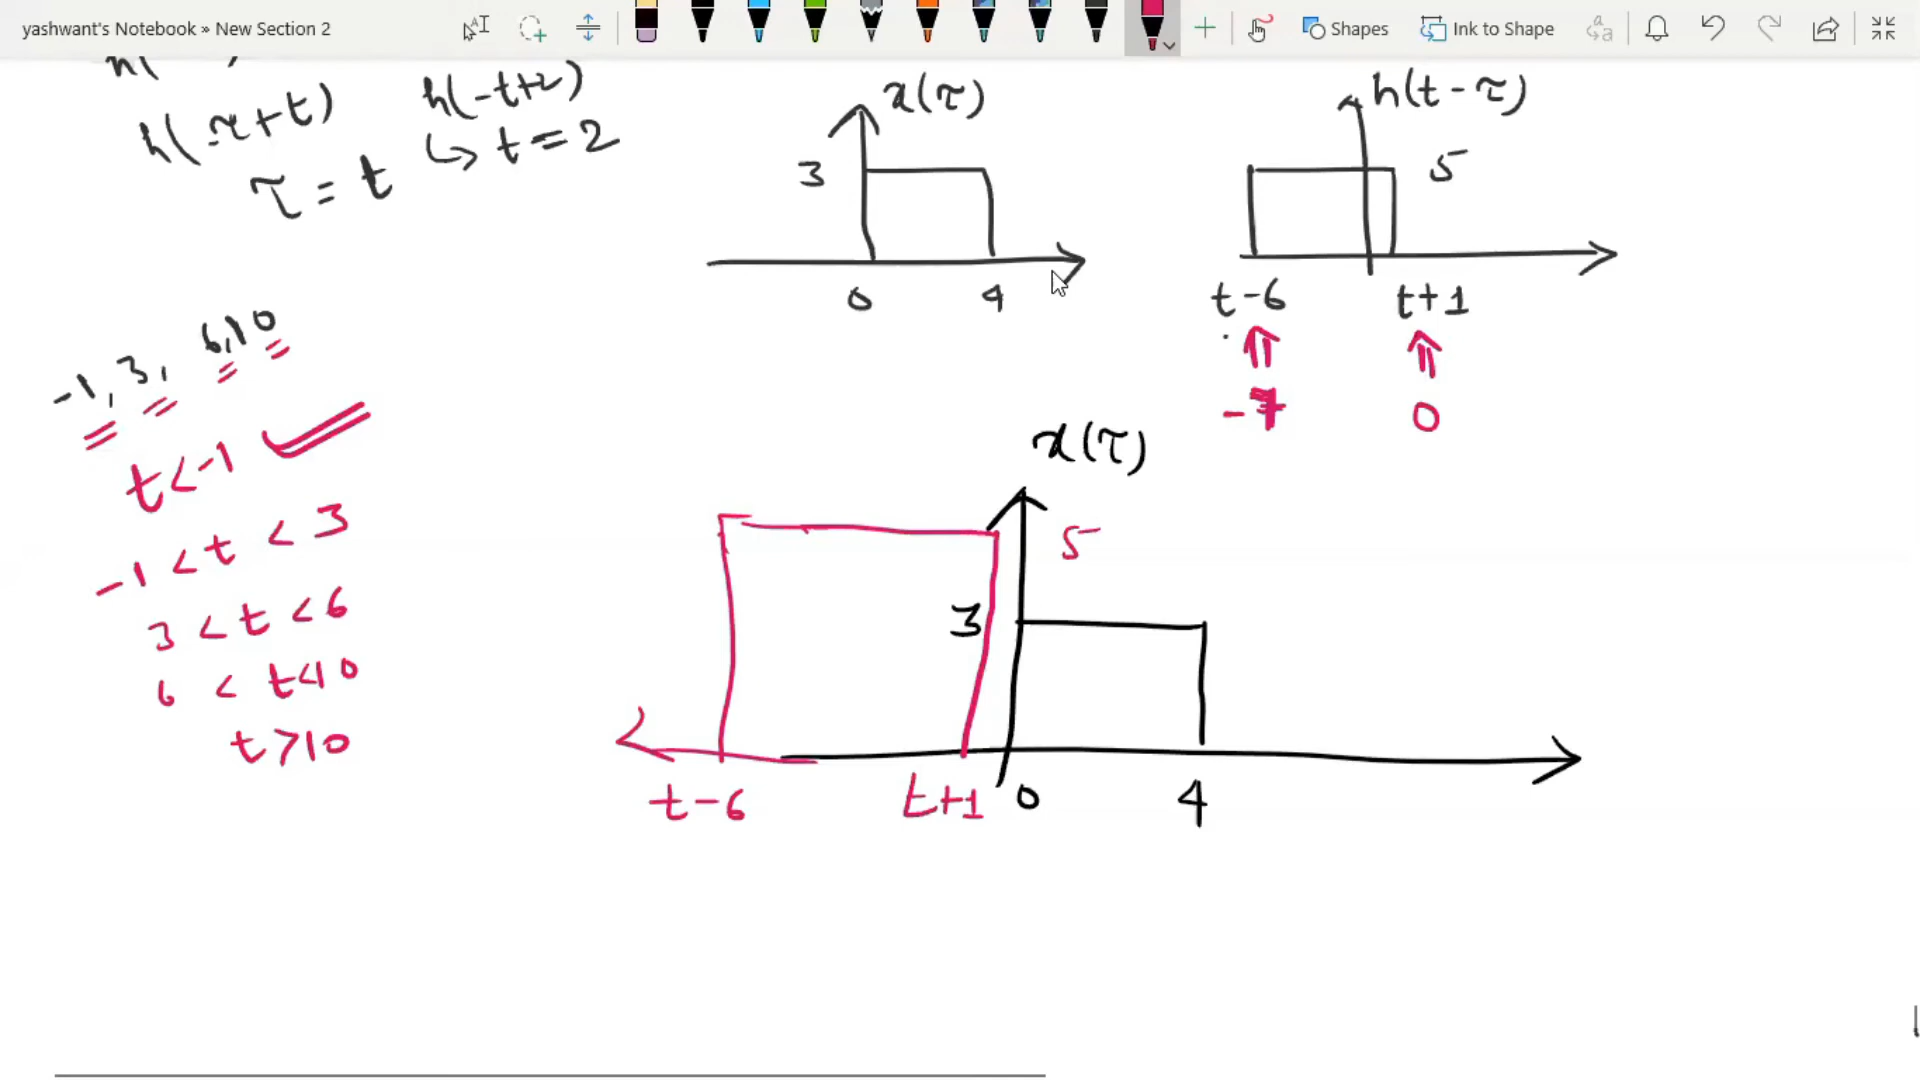 yashwant's Notebook » New Section 2
Shapes
Ink to Shape
h(-τ+t)
h(-t+2)
↳ t = 2
τ = t
x(τ)
3
0 4
h(t-τ)
5
t-6 t+1
-7 0
-1, 3, 6, 10
t < -1
-1 < t < 3
3 < t < 6
6 < t < 10
t > 10
x(τ)
5
3
t-6 t+1 0 4